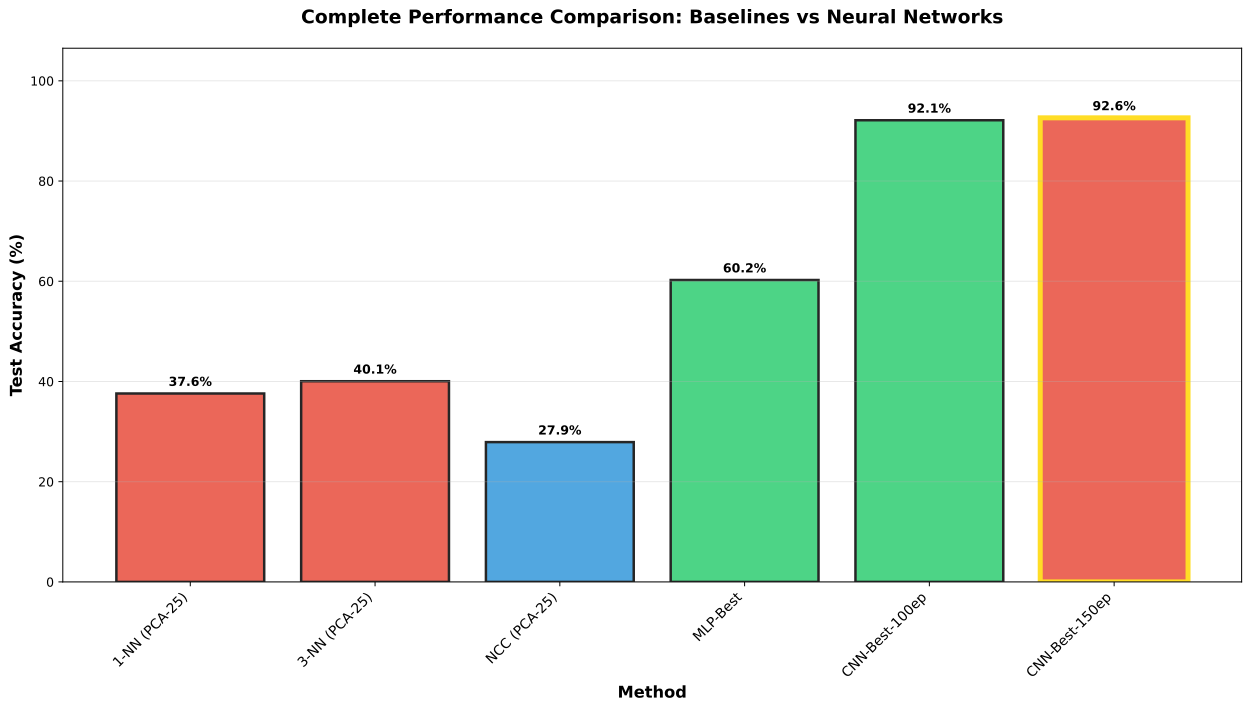 Complete Performance Comparison: Baselines vs Neural Networks
Test Accuracy (%)
100
80
60
40
20
0
37.6%
40.1%
27.9%
60.2%
92.1%
92.6%
1-NN (PCA-25)
3-NN (PCA-25)
NCC (PCA-25)
MLP-Best
CNN-Best-100ep
CNN-Best-150ep
Method